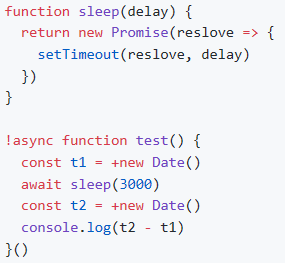 function sleep(delay) {
  return new Promise(reslove => {
    setTimeout(reslove, delay)
  })
}

!async function test() {
  const t1 = +new Date()
  await sleep(3000)
  const t2 = +new Date()
  console.log(t2 - t1)
}()